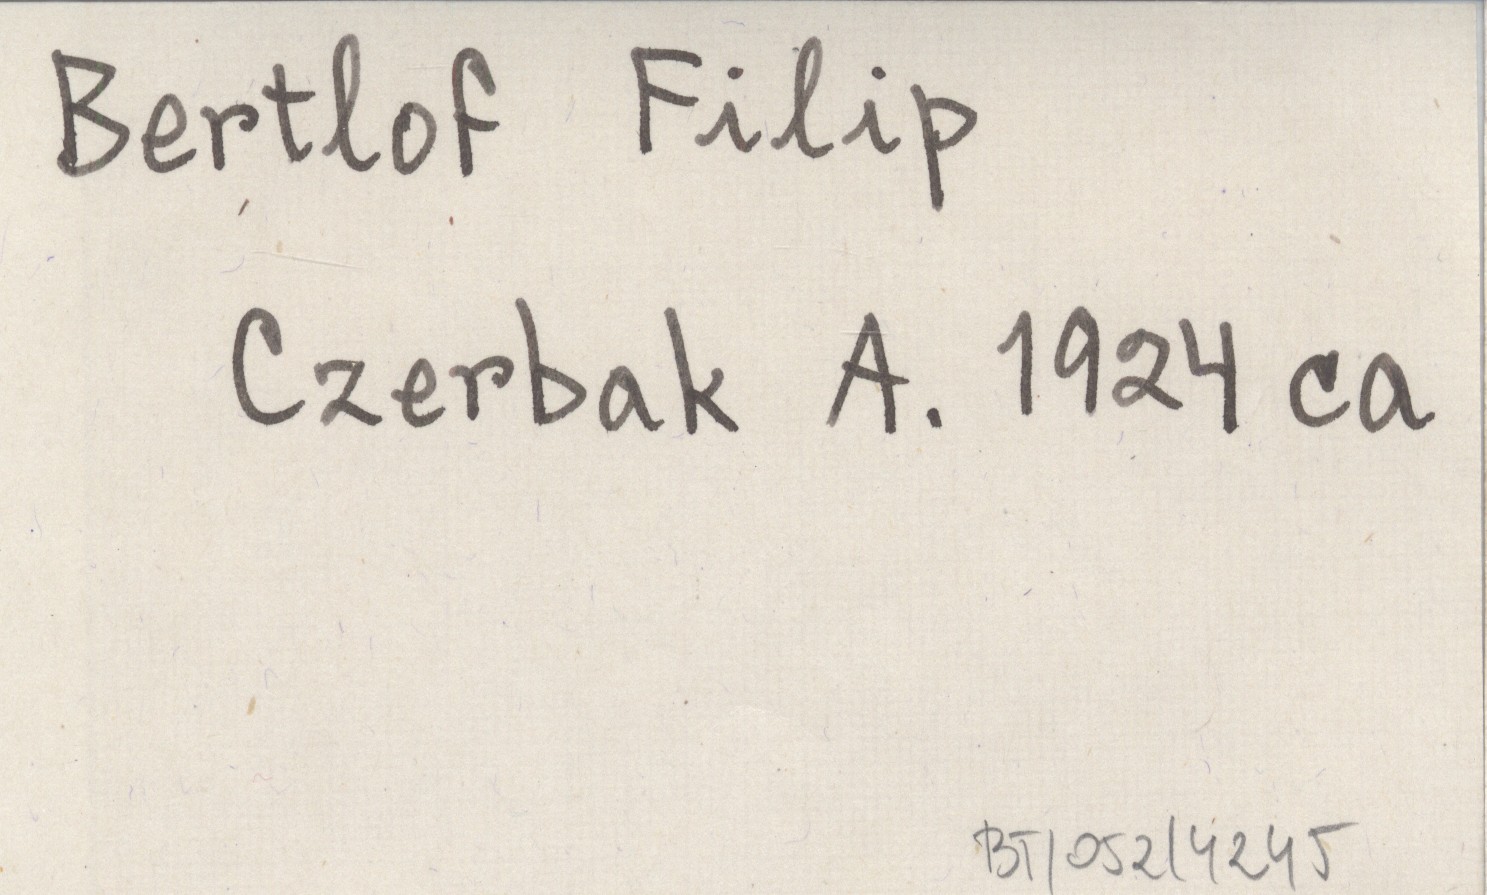 Bertlof Filip
Czerbak A. 1924 ca
BT/052/4245